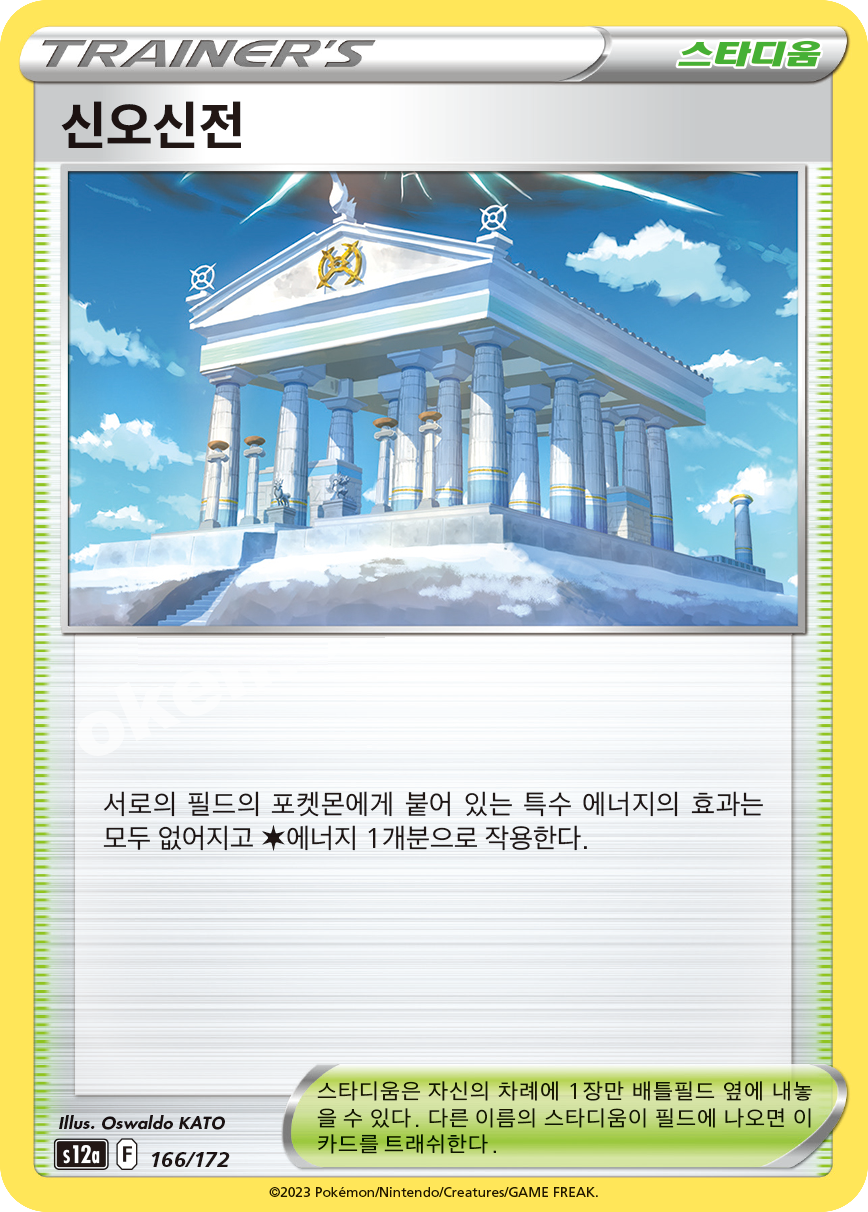 TRAINER'S
스타디움
신오신전
oken
서로의 필드의 포켓몬에게 붙어 있는 특수 에너지의 효과는
모두 없어지고 ✶에너지 1개분으로 작용한다.
스타디움은 자신의 차례에 1장만 배틀필드 옆에 내놓
을 수 있다. 다른 이름의 스타디움이 필드에 나오면 이
카드를 트래쉬한다.
Illus. Oswaldo KATO
s12a F 166/172
©2023 Pokémon/Nintendo/Creatures/GAME FREAK.